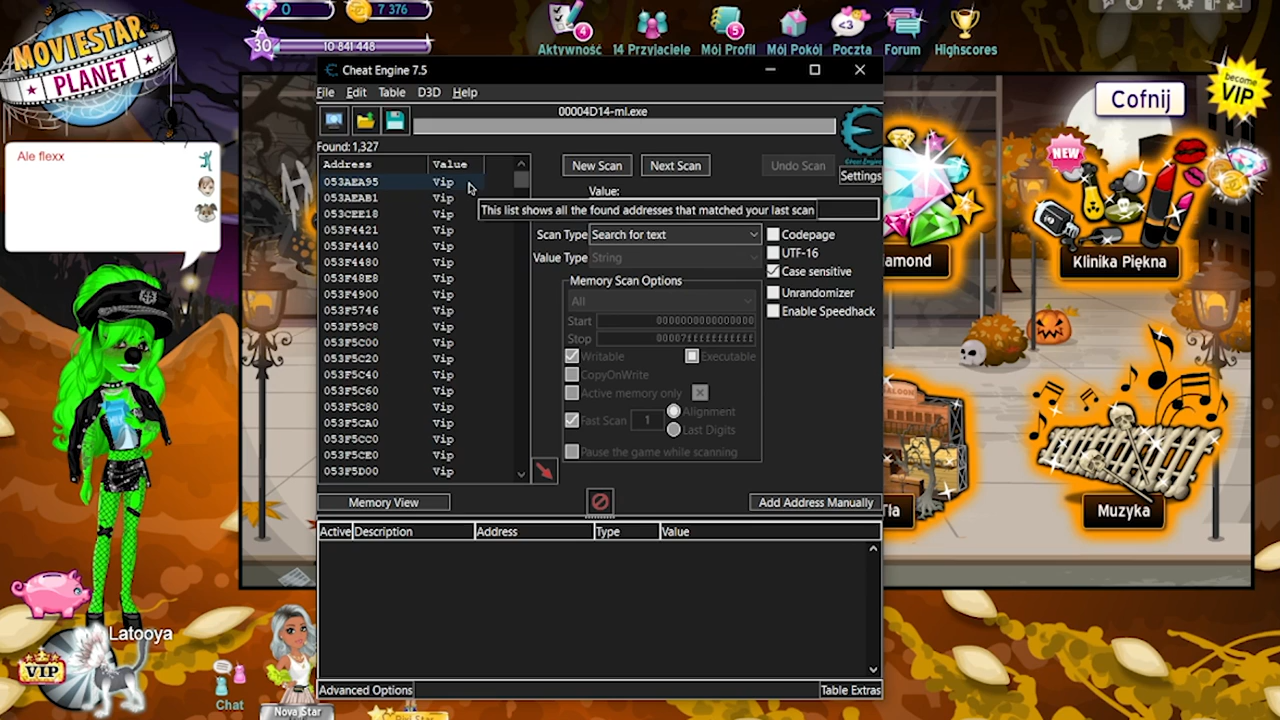 MOVIESTAR
PLANET
0
7 376
30
10 841 448
4
5
<3
Aktywność
14 Przyjaciele
Mój Profil
Mój Pokój
Poczta
Forum
Highscores
become
VIP
Cofnij
Ale flexx
Cheat Engine 7.5
File Edit Table D3D Help
00004D14-ml.exe
Cheat Engine
Found:1,327
Address Value
New Scan
Next Scan
Undo Scan
Settings
053AEA95 Vip
053AEAB1 Vip
053CEE18 Vip
053F4421 Vip
053F4440 Vip
053F4480 Vip
053F48E8 Vip
053F4900 Vip
053F5746 Vip
053F59C8 Vip
053F5C00 Vip
053F5C20 Vip
053F5C40 Vip
053F5C60 Vip
053F5C80 Vip
053F5CA0 Vip
053F5CC0 Vip
053F5CE0 Vip
053F5D00 Vip
Value:
This list shows all the found addresses that matched your last scan
Scan Type Search for text
Value Type String
Codepage
UTF-16
Case sensitive
Unrandomizer
Enable Speedhack
Memory Scan Options
All
Start 0000000000000000
Stop 00007fffffffffff
Writable Executable
CopyOnWrite
Active memory only
Fast Scan 1
Alignment
Last Digits
Pause the game while scanning
Memory View
Add Address Manually
Active Description Address Type Value
Advanced Options
Table Extras
NEW
amond
Klinika Piękna
Muzyka
Latooya
VIP
Chat
Nova Star